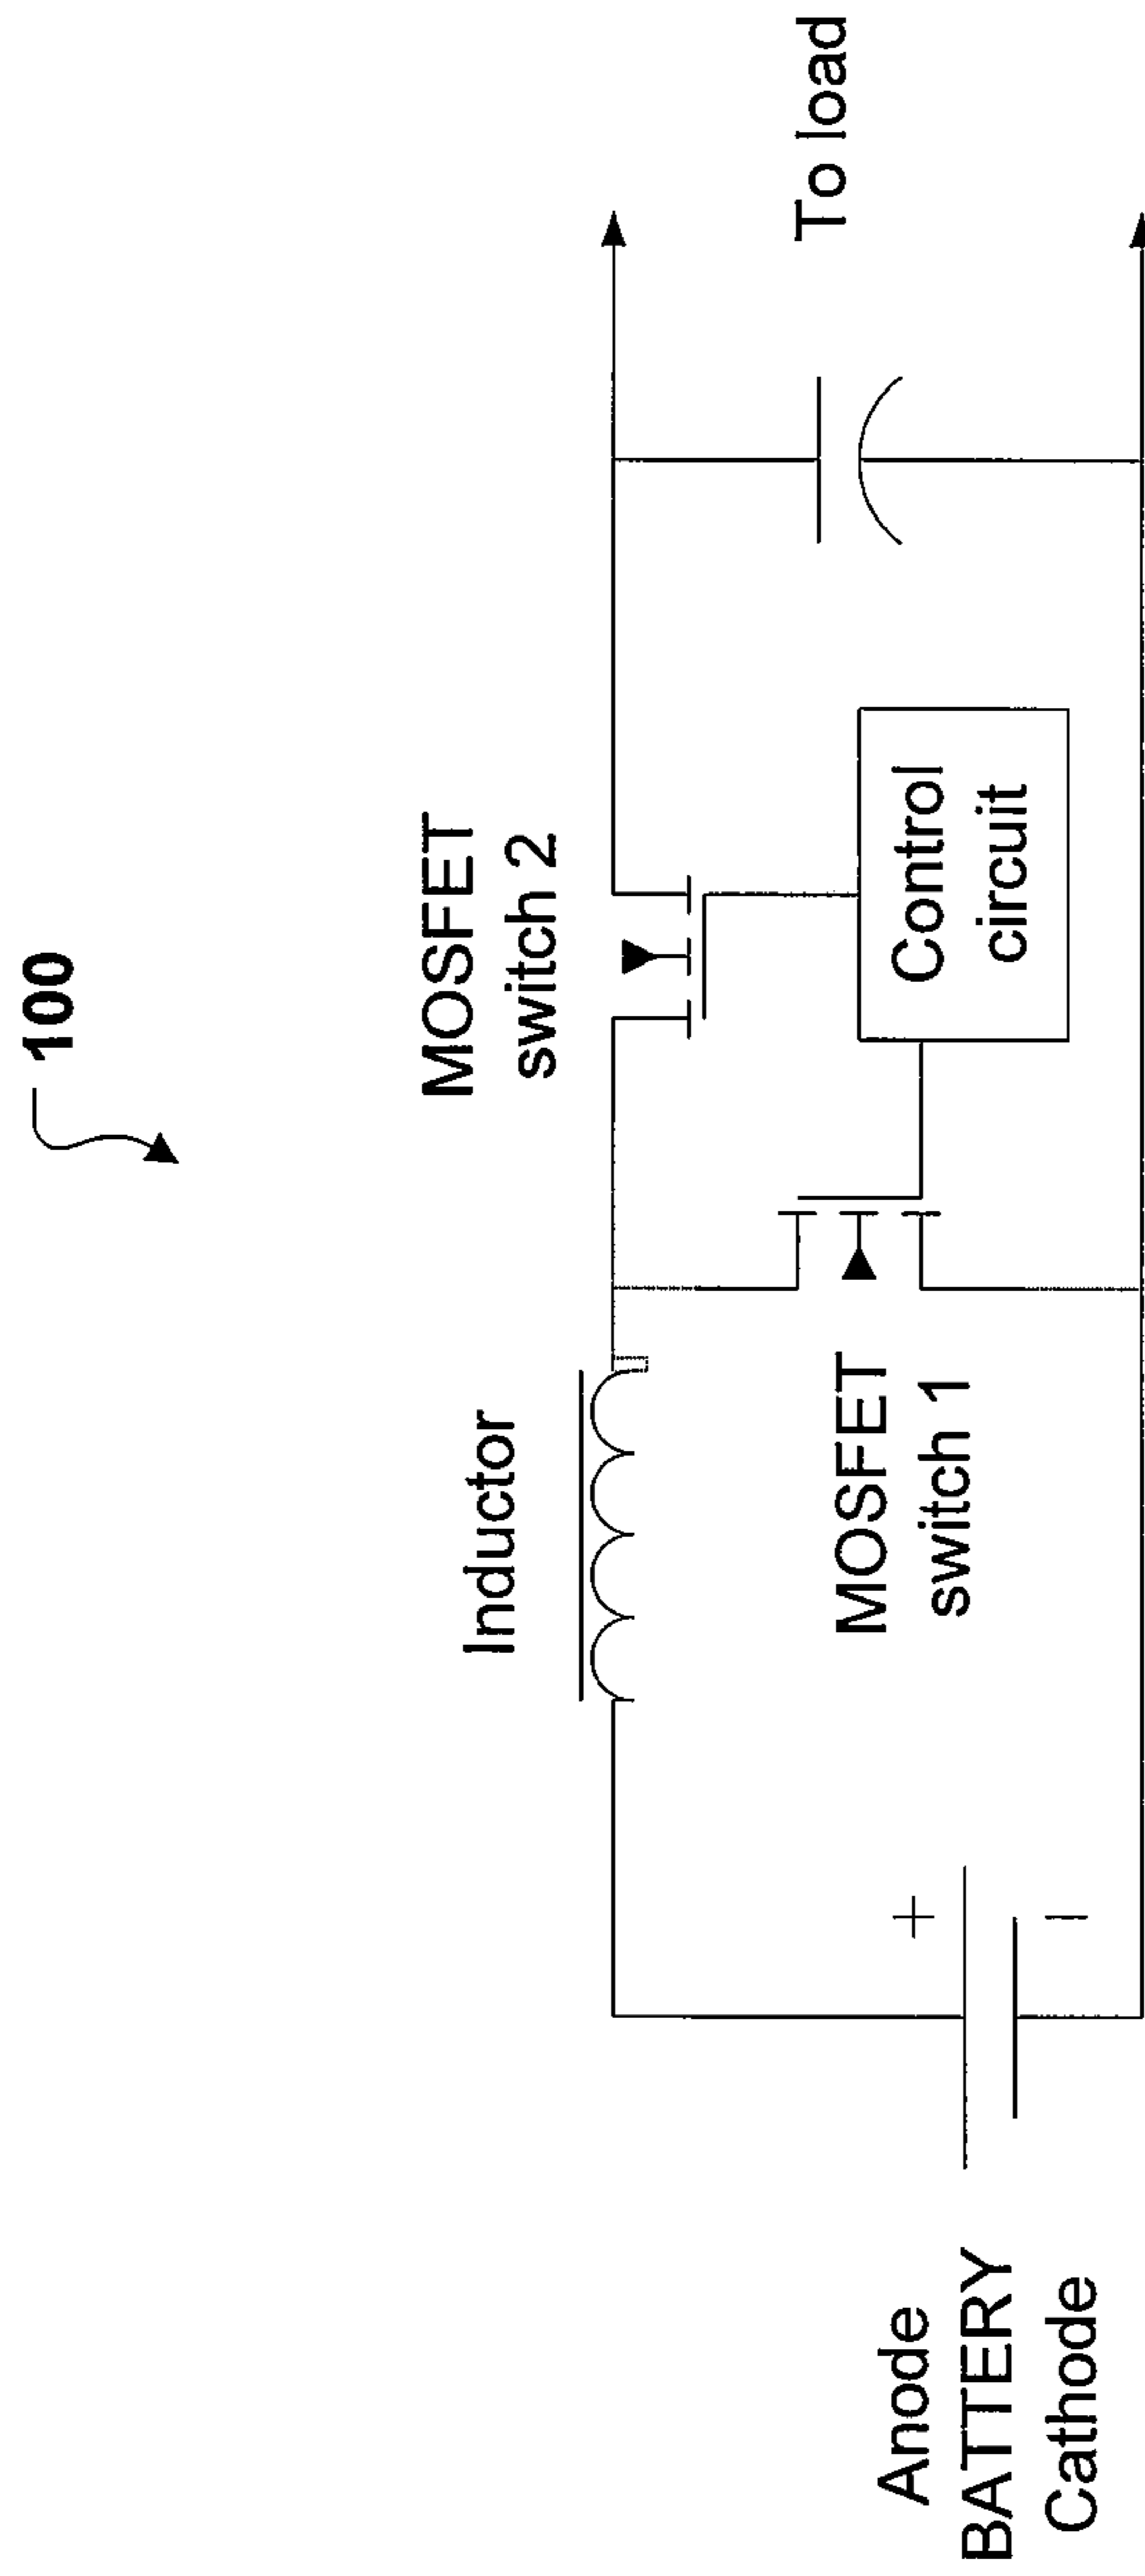 100
MOSFET
switch 2
Inductor
To load
Control
circuit
MOSFET
switch 1
+
Anode
BATTERY
Cathode
−